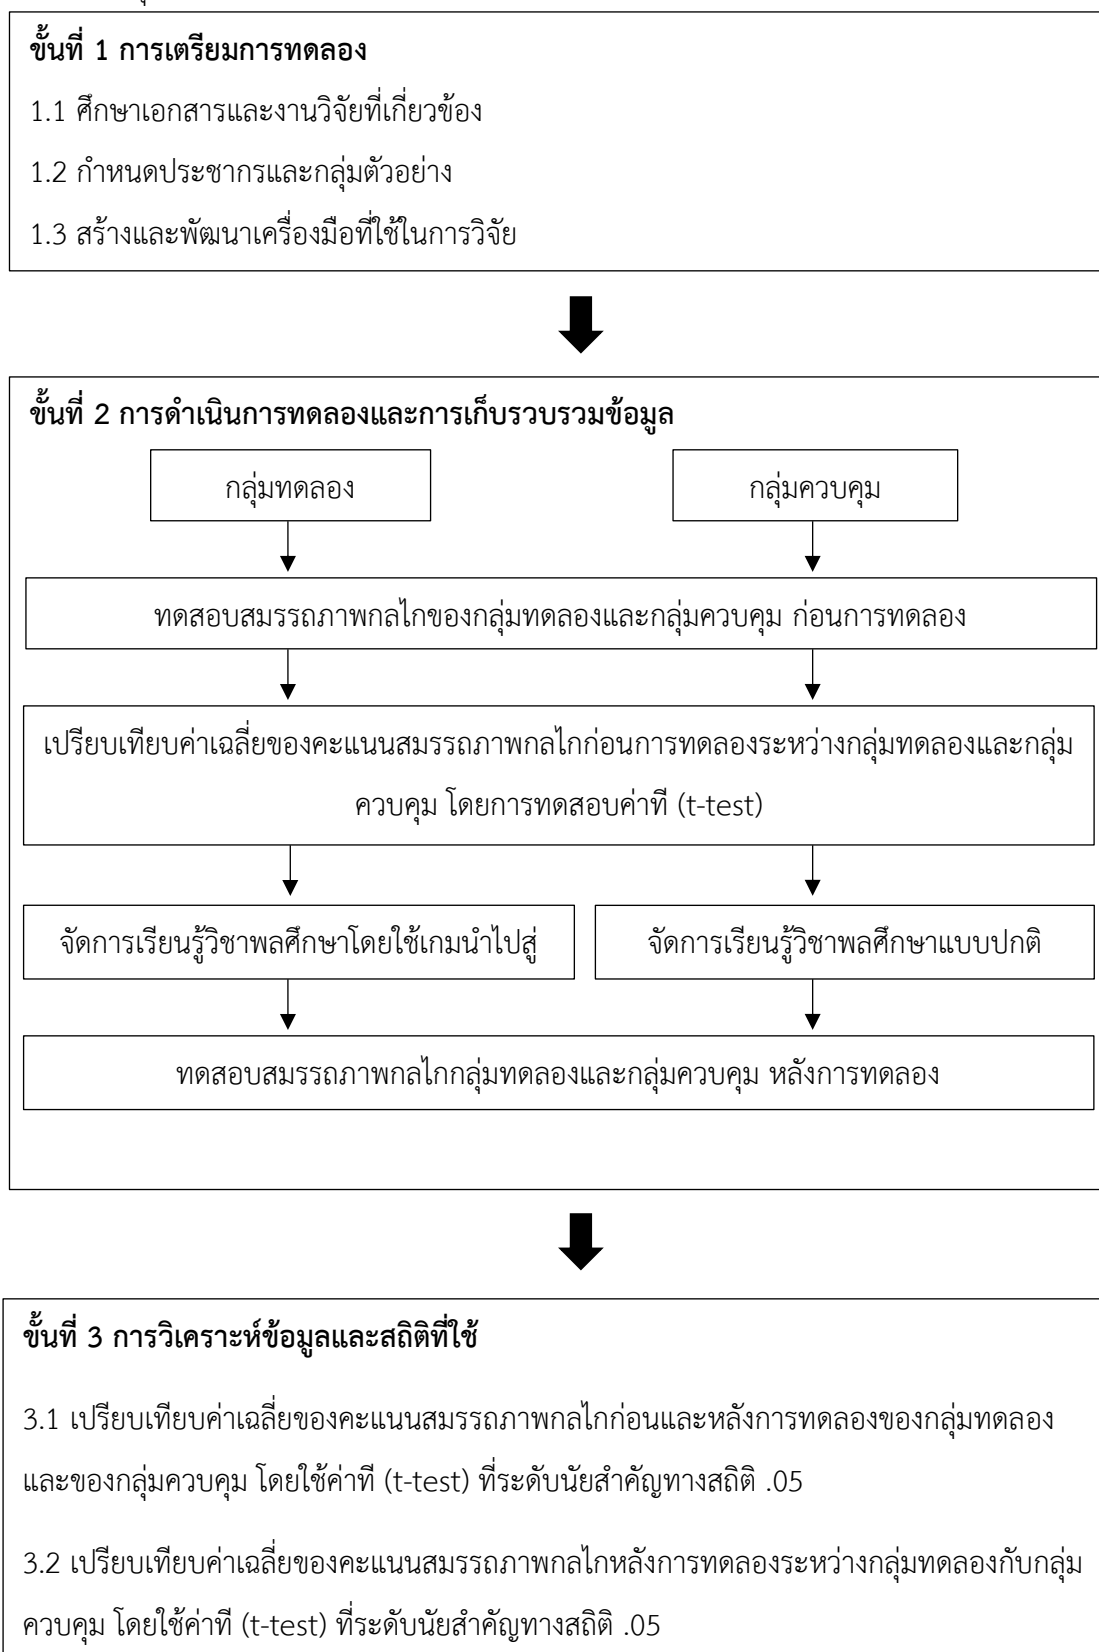 ขั้นที่ 1 การเตรียมการทดลอง
1.1 ศึกษาเอกสารและงานวิจัยที่เกี่ยวข้อง
1.2 กำหนดประชากรและกลุ่มตัวอย่าง
1.3 สร้างและพัฒนาเครื่องมือที่ใช้ในการวิจัย
ขั้นที่ 2 การดำเนินการทดลองและการเก็บรวบรวมข้อมูล
กลุ่มทดลอง
กลุ่มควบคุม
ทดสอบสมรรถภาพกลไกของกลุ่มทดลองและกลุ่มควบคุม ก่อนการทดลอง
เปรียบเทียบค่าเฉลี่ยของคะแนนสมรรถภาพกลไกก่อนการทดลองระหว่างกลุ่มทดลองและกลุ่ม
ควบคุม โดยการทดสอบค่าที (t-test)
จัดการเรียนรู้วิชาพลศึกษาโดยใช้เกมนำไปสู่
จัดการเรียนรู้วิชาพลศึกษาแบบปกติ
ทดสอบสมรรถภาพกลไกกลุ่มทดลองและกลุ่มควบคุม หลังการทดลอง
ขั้นที่ 3 การวิเคราะห์ข้อมูลและสถิติที่ใช้
3.1 เปรียบเทียบค่าเฉลี่ยของคะแนนสมรรถภาพกลไกก่อนและหลังการทดลองของกลุ่มทดลอง
และของกลุ่มควบคุม โดยใช้ค่าที (t-test) ที่ระดับนัยสำคัญทางสถิติ .05
3.2 เปรียบเทียบค่าเฉลี่ยของคะแนนสมรรถภาพกลไกหลังการทดลองระหว่างกลุ่มทดลองกับกลุ่ม
ควบคุม โดยใช้ค่าที (t-test) ที่ระดับนัยสำคัญทางสถิติ .05